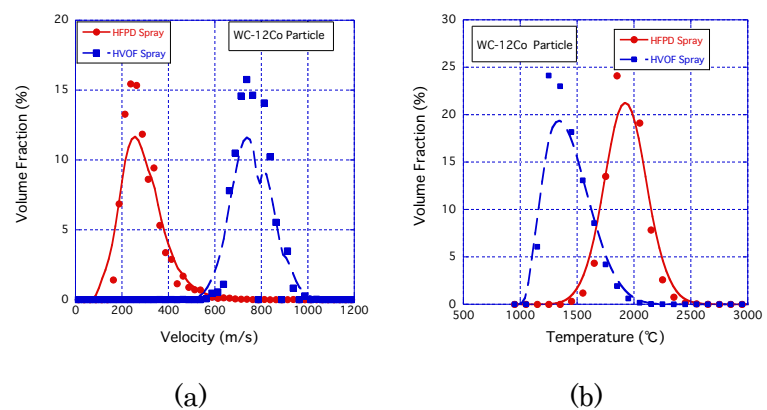 20
15
10
5
0
Volume Fraction (%)
HFPD Spray
HVOF Spray
WC-12Co Particle
0 200 400 600 800 1000 1200
Velocity (m/s)
(a)
30
25
20
15
10
5
0
Volume Fraction (%)
WC-12Co Particle
HFPD Spray
HVOF Spray
500 1000 1500 2000 2500 3000
Temperature (℃)
(b)